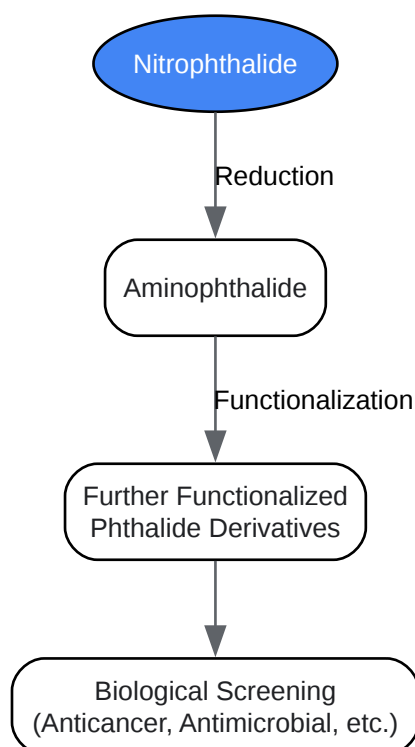 Nitrophthalide
Reduction
Aminophthalide
Functionalization
Further Functionalized
Phthalide Derivatives
Biological Screening
(Anticancer, Antimicrobial, etc.)